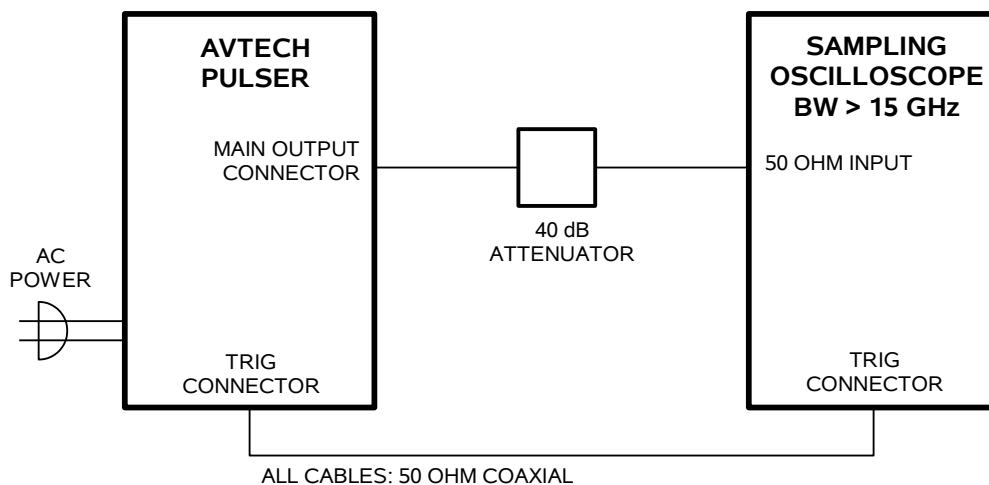 AVTECH
PULSER
MAIN OUTPUT
CONNECTOR
AC
POWER
TRIG
CONNECTOR
40 dB
ATTENUATOR
SAMPLING
OSCILLOSCOPE
BW > 15 GHz
50 OHM INPUT
TRIG
CONNECTOR
ALL CABLES: 50 OHM COAXIAL